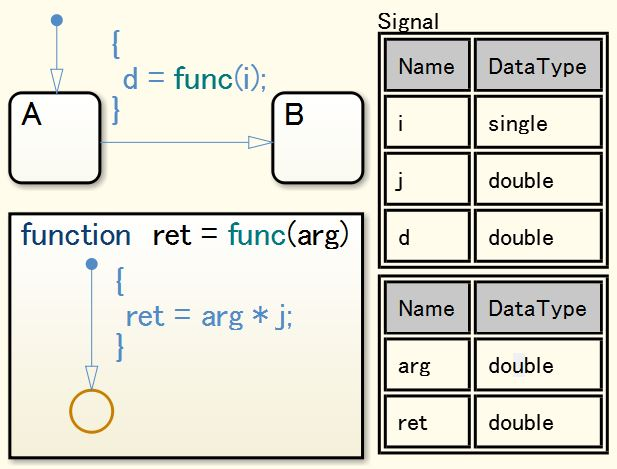 {
d = func(i);
}
A
B
function ret = func(arg)
{
ret = arg * j;
}
Signal
Name DataType
i single
j double
d double
Name DataType
arg double
ret double